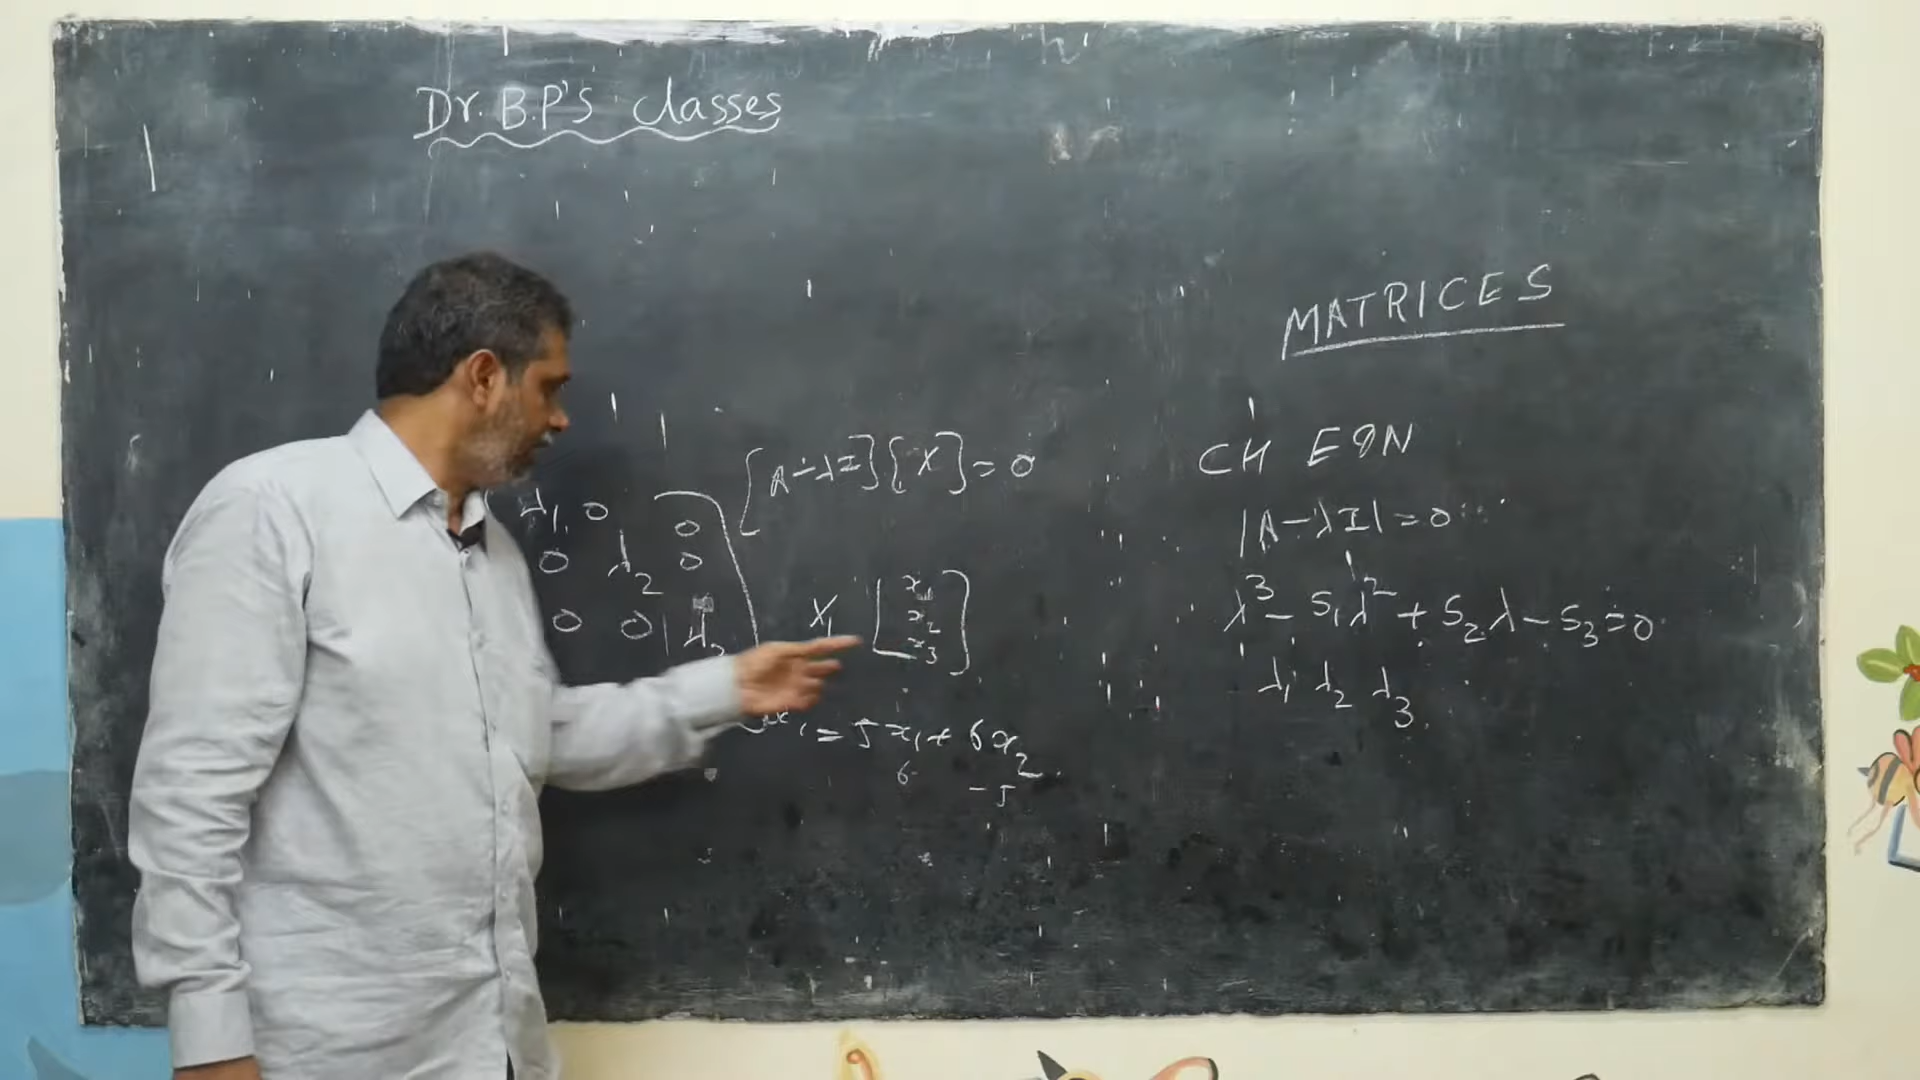 Dr. B.P'S classes
MATRICES
[A-λI][X]=0
λ₁ 0 0
0 λ₂ 0
0 0 λ₃
X₁ [x₁ x₂ x₃]
= 5x₁+6x₂
6 -5
CH EQN
|A-λI|=0
λ³-S₁λ²+S₂λ-S₃=0
λ₁ λ₂ λ₃